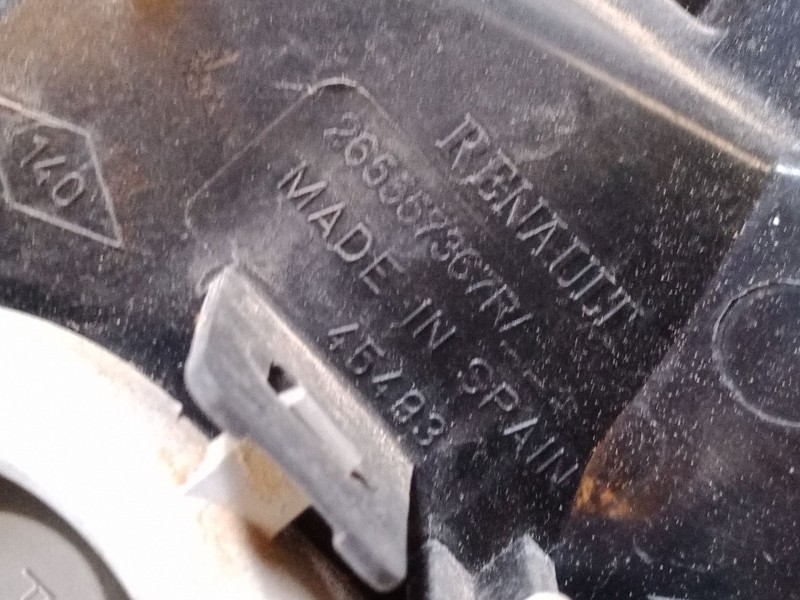 140
RENAULT
265557367R/
MADE IN SPAIN
45483